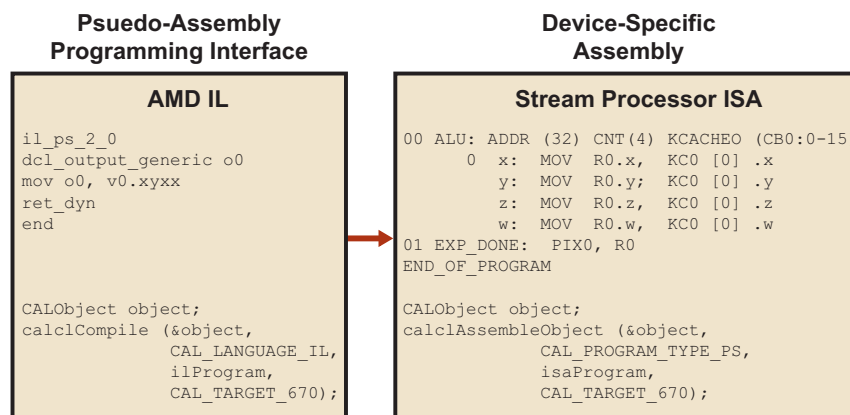 Psuedo-Assembly
Programming Interface
AMD IL
il_ps_2_0
dcl_output_generic o0
mov o0, v0.xyxx
ret_dyn
end
CALObject object;
calclCompile (&object,
CAL_LANGUAGE_IL,
ilProgram,
CAL_TARGET_670);
Device-Specific
Assembly
Stream Processor ISA
00 ALU: ADDR (32) CNT(4) KCACHEO (CB0:0-15
0 x: MOV R0.x, KC0 [0] .x
y: MOV R0.y; KC0 [0] .y
z: MOV R0.z, KC0 [0] .z
w: MOV R0.w, KC0 [0] .w
01 EXP_DONE: PIX0, R0
END_OF_PROGRAM
CALObject object;
calclAssembleObject (&object,
CAL_PROGRAM_TYPE_PS,
isaProgram,
CAL_TARGET_670);